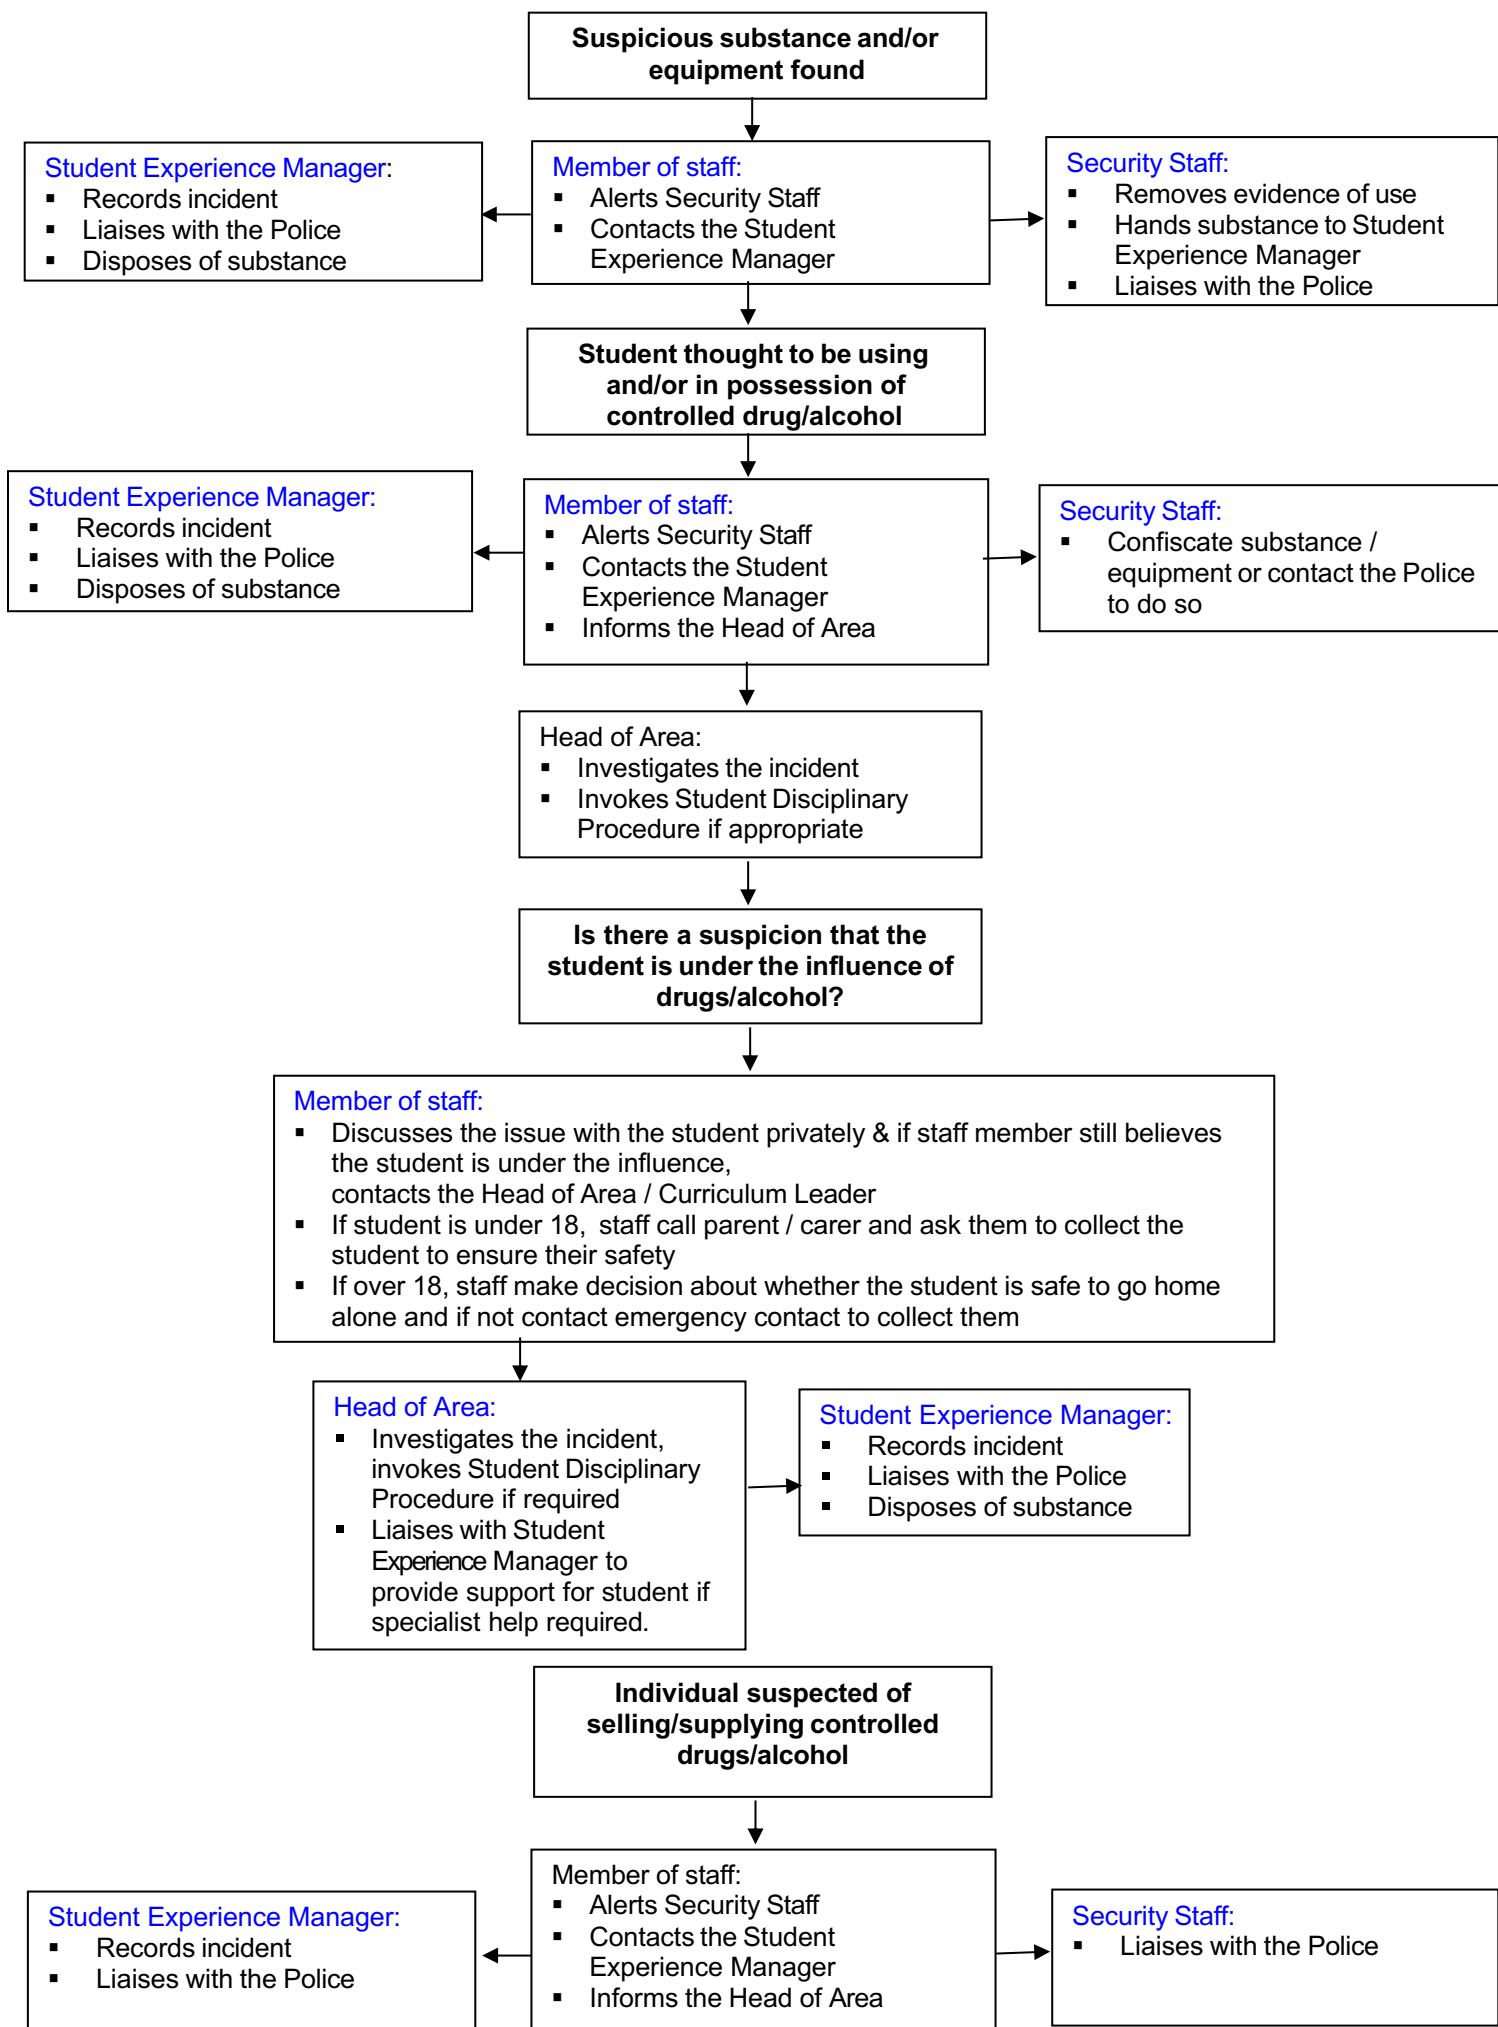 Suspicious substance and/or
equipment found
Student Experience Manager:
▪ Records incident
▪ Liaises with the Police
▪ Disposes of substance
Member of staff:
▪ Alerts Security Staff
▪ Contacts the Student
Experience Manager
Security Staff:
▪ Removes evidence of use
▪ Hands substance to Student
Experience Manager
▪ Liaises with the Police
Student thought to be using
and/or in possession of
controlled drug/alcohol
Student Experience Manager:
▪ Records incident
▪ Liaises with the Police
▪ Disposes of substance
Member of staff:
▪ Alerts Security Staff
▪ Contacts the Student
Experience Manager
▪ Informs the Head of Area
Security Staff:
▪ Confiscate substance /
equipment or contact the Police
to do so
Head of Area:
▪ Investigates the incident
▪ Invokes Student Disciplinary
Procedure if appropriate
Is there a suspicion that the
student is under the influence of
drugs/alcohol?
Member of staff:
▪ Discusses the issue with the student privately & if staff member still believes
the student is under the influence,
contacts the Head of Area / Curriculum Leader
▪ If student is under 18, staff call parent / carer and ask them to collect the
student to ensure their safety
▪ If over 18, staff make decision about whether the student is safe to go home
alone and if not contact emergency contact to collect them
Head of Area:
▪ Investigates the incident,
invokes Student Disciplinary
Procedure if required
▪ Liaises with Student
Experience Manager to
provide support for student if
specialist help required.
Student Experience Manager:
▪ Records incident
▪ Liaises with the Police
▪ Disposes of substance
Individual suspected of
selling/supplying controlled
drugs/alcohol
Student Experience Manager:
▪ Records incident
▪ Liaises with the Police
Member of staff:
▪ Alerts Security Staff
▪ Contacts the Student
Experience Manager
▪ Informs the Head of Area
Security Staff:
▪ Liaises with the Police